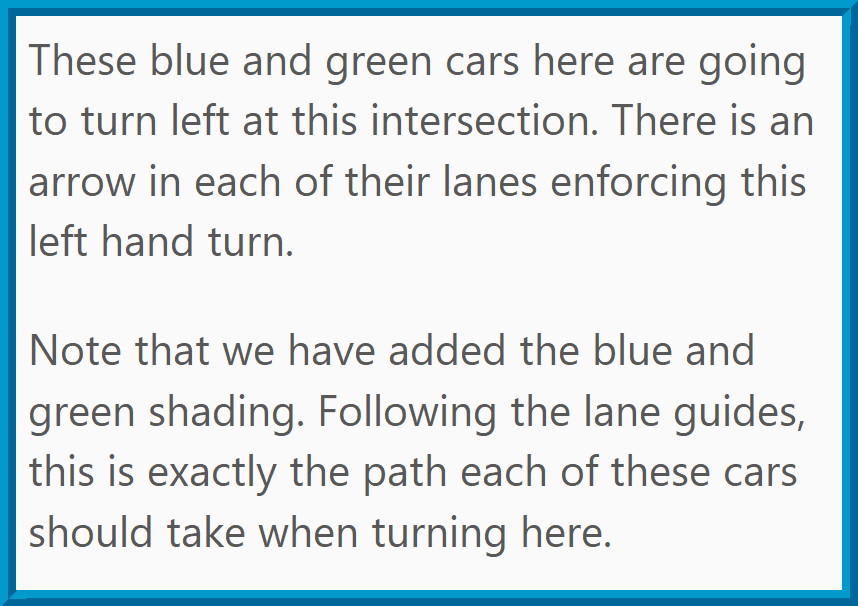 These blue and green cars here are going
to turn left at this intersection. There is an
arrow in each of their lanes enforcing this
left hand turn.
Note that we have added the blue and
green shading. Following the lane guides,
this is exactly the path each of these cars
should take when turning here.